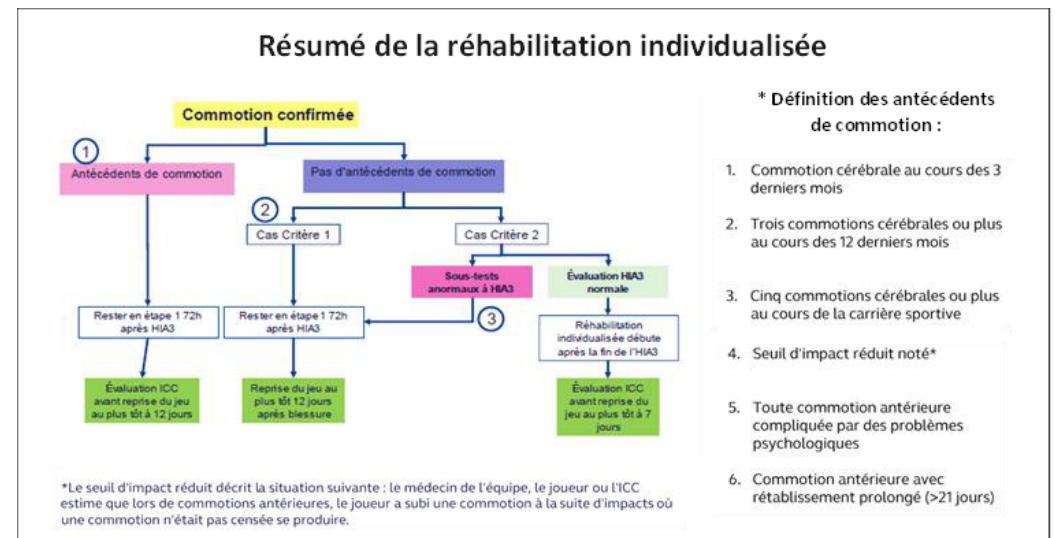 Résumé de la réhabilitation individualisée
Commotion confirmée
1
Antécédents de commotion
Pas d'antécédents de commotion
2
Cas Critère 1
Cas Critère 2
Sous-tests
anormaux à HIA3
Évaluation HIA3
normale
3
Rester en étape 1 72h
après HIA3
Rester en étape 1 72h
après HIA3
Réhabilitation
individualisée débute
après la fin de l'HIA3
Évaluation ICC
avant reprise du jeu
au plus tôt à 12 jours
Reprise du jeu au
plus tôt 12 jours
après blessure
Évaluation ICC
avant reprise du
jeu au plus tôt à 7
jours
*Le seuil d'impact réduit décrit la situation suivante : le médecin de l'équipe, le joueur ou l'ICC
estime que lors de commotions antérieures, le joueur a subi une commotion à la suite d'impacts où
une commotion n'était pas censée se produire.
* Définition des antécédents
de commotion :
1. Commotion cérébrale au cours des 3
derniers mois
2. Trois commotions cérébrales ou plus
au cours des 12 derniers mois
3. Cinq commotions cérébrales ou plus
au cours de la carrière sportive
4. Seuil d'impact réduit noté*
5. Toute commotion antérieure
compliquée par des problèmes
psychologiques
6. Commotion antérieure avec
rétablissement prolongé (>21 jours)